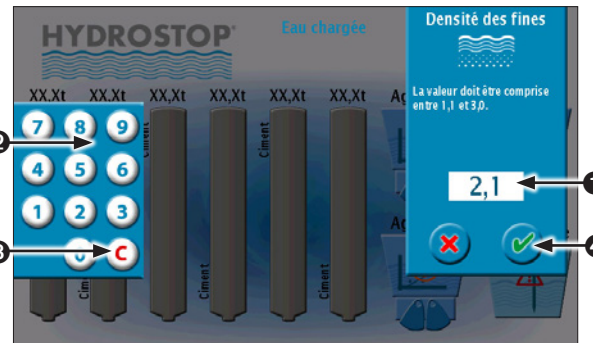 HYDROSTOP
Eau chargée
Densité des fines
La valeur doit être comprise
entre 1,1 et 3,0.
XX.Xt XX.Xt XX,Xt XX,Xt XX,Xt XX,Xt Ag
7 8 9
4 5 6
1 2 3
0 C
2,1
Ciment
Ciment
Ag
Ciment
Ciment
Ciment